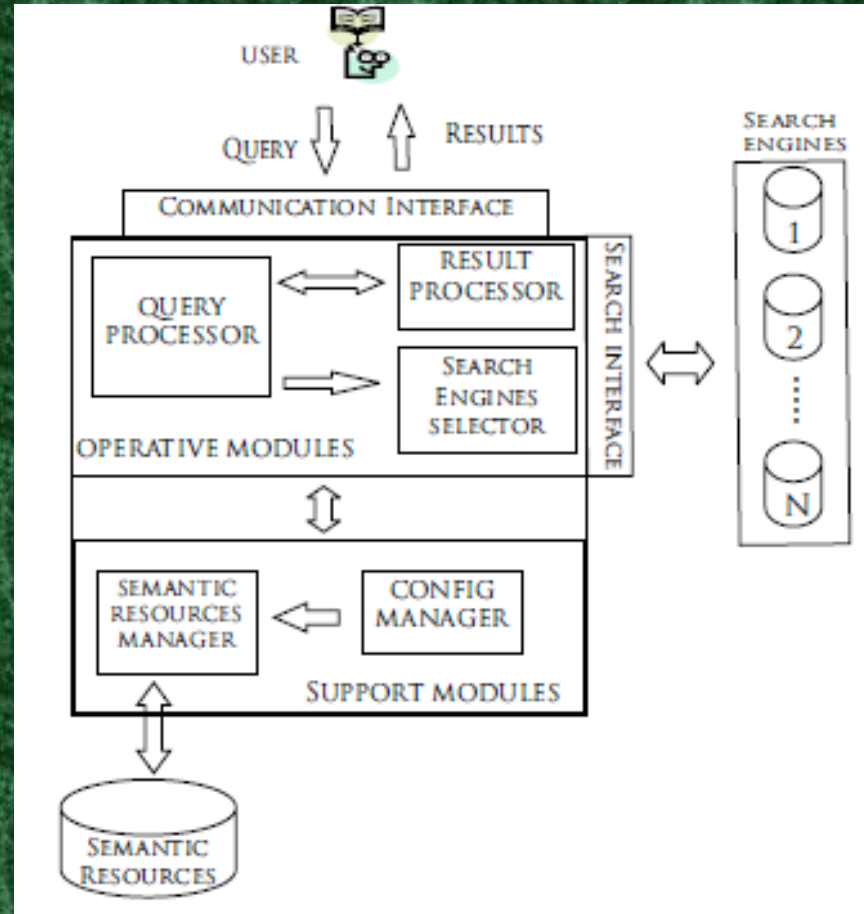 USER
QUERY
RESULTS
COMMUNICATION INTERFACE
QUERY
PROCESSOR
RESULT
PROCESSOR
SEARCH
ENGINES
SELECTOR
OPERATIVE MODULES
SEARCH INTERFACE
SEARCH
ENGINES
1
2
......
N
SEMANTIC
RESOURCES
MANAGER
CONFIG
MANAGER
SUPPORT MODULES
SEMANTIC
RESOURCES